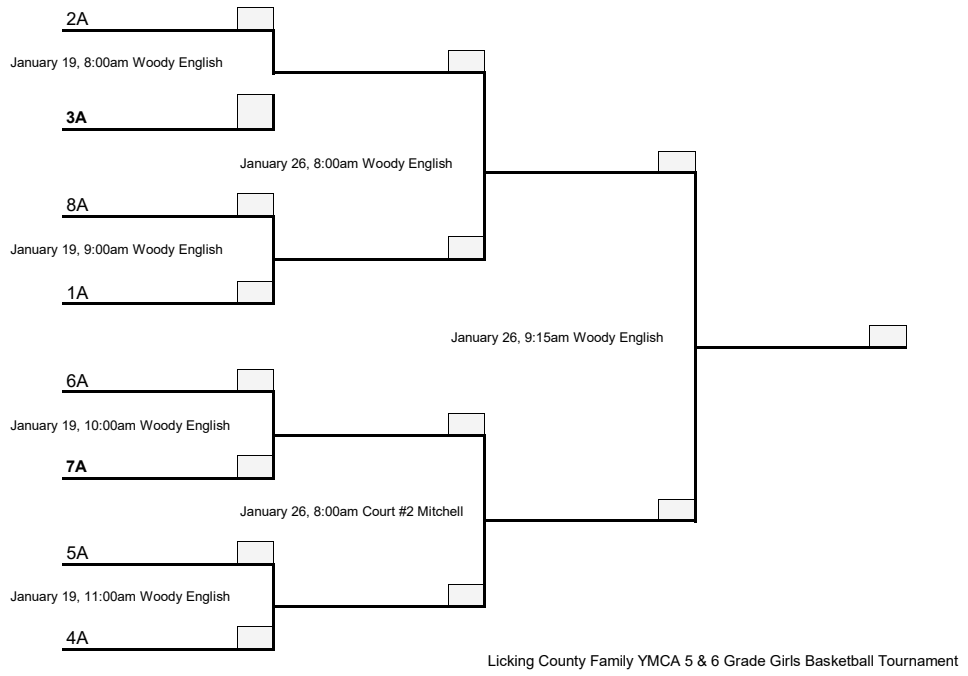 2A
January 19, 8:00am Woody English
3A
January 26, 8:00am Woody English
8A
January 19, 9:00am Woody English
1A
January 26, 9:15am Woody English
6A
January 19, 10:00am Woody English
7A
January 26, 8:00am Court #2 Mitchell
5A
January 19, 11:00am Woody English
4A
Licking County Family YMCA 5 & 6 Grade Girls Basketball Tournament